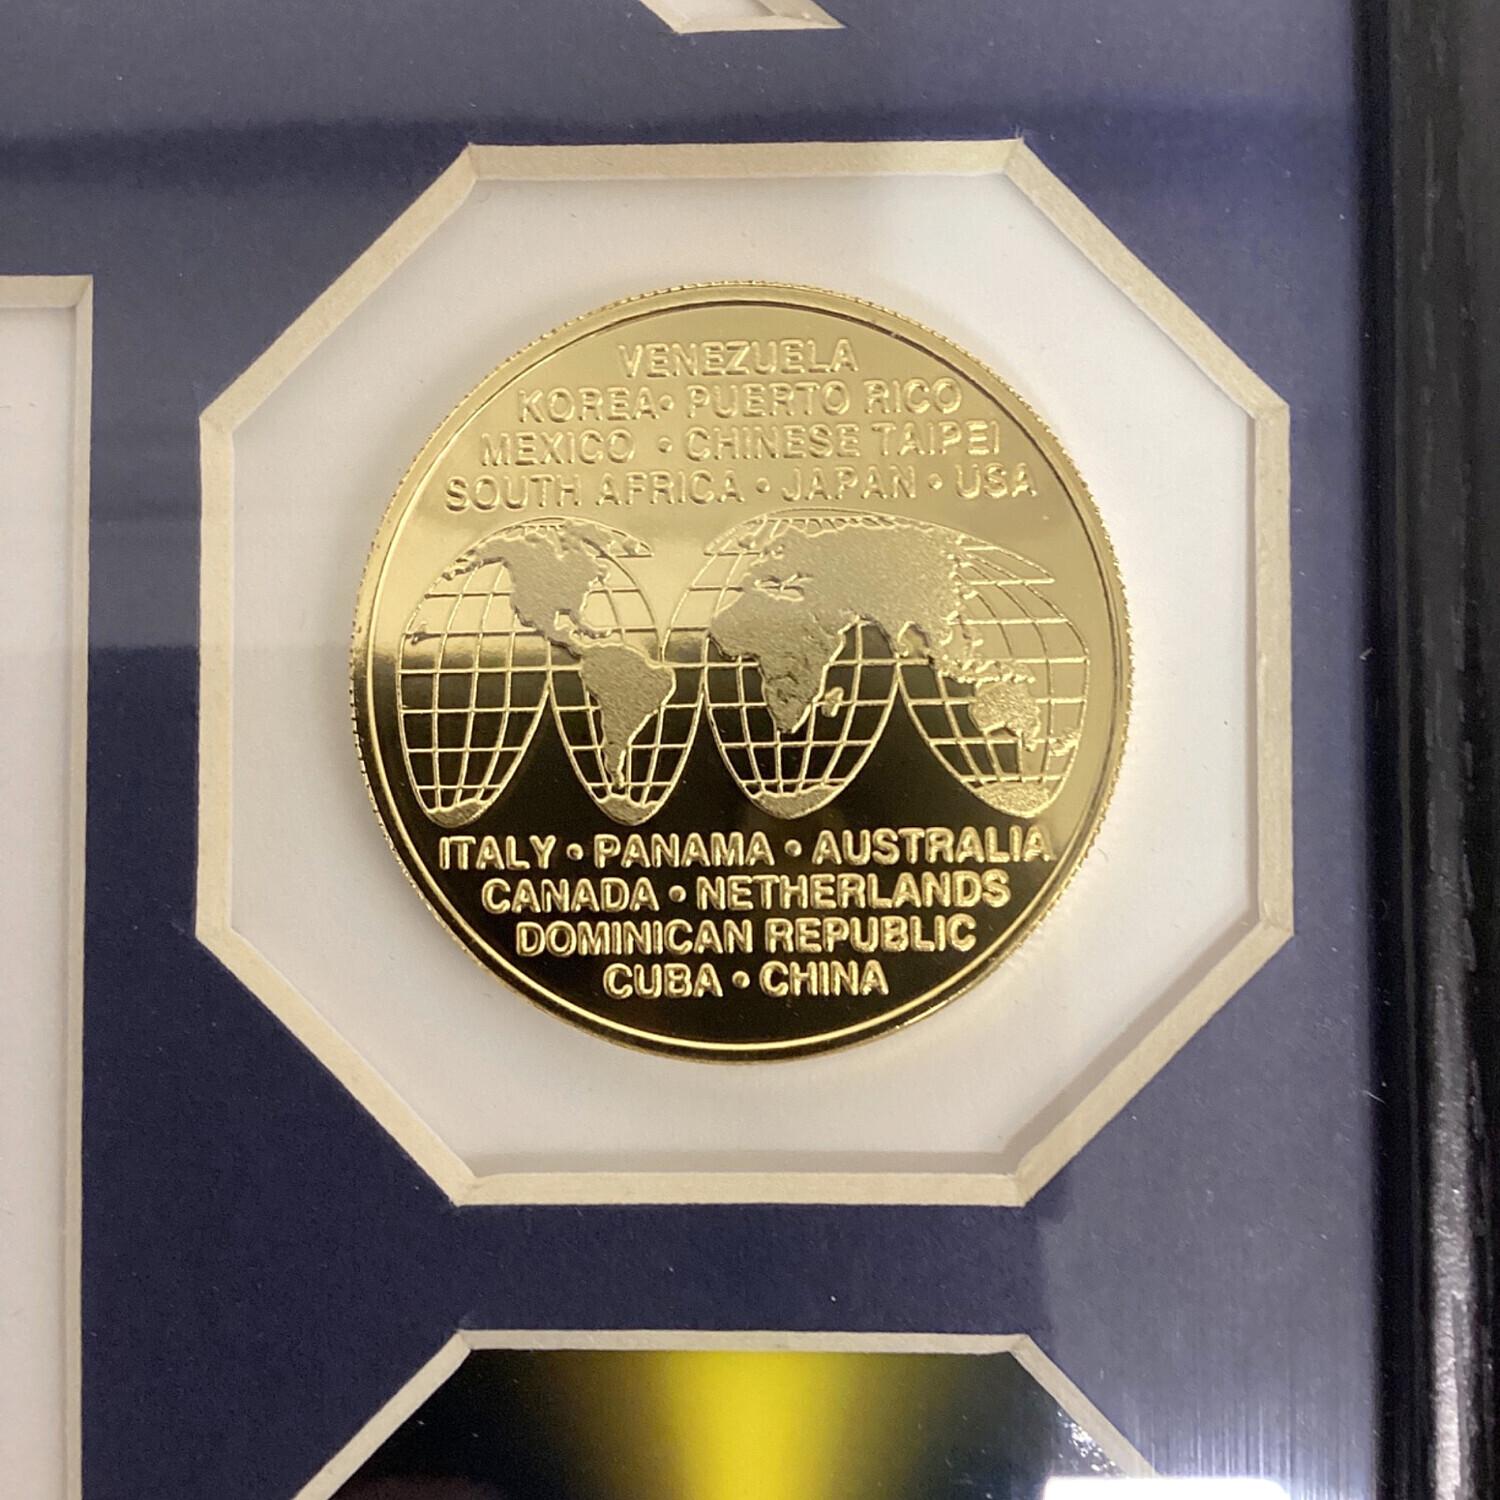 VENEZUELA
KOREA • PUERTO RICO
MEXICO • CHINESE TAIPEI
SOUTH AFRICA • JAPAN • USA
ITALY • PANAMA • AUSTRALIA
CANADA • NETHERLANDS
DOMINICAN REPUBLIC
CUBA • CHINA